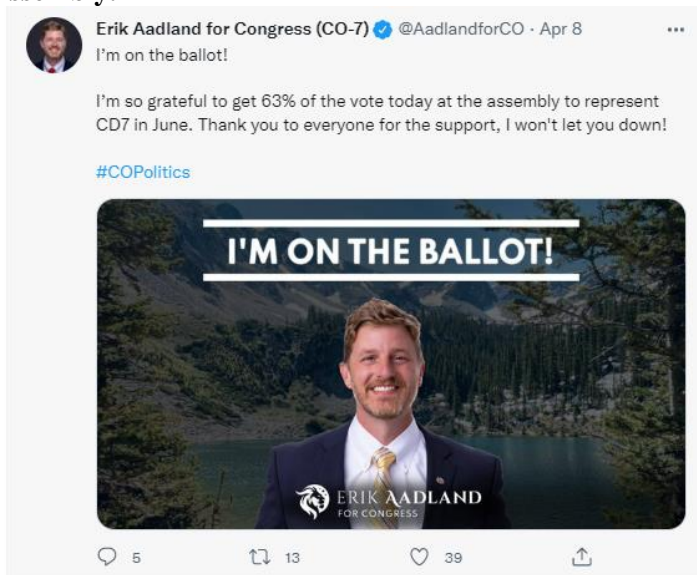 Erik Aadland for Congress (CO-7) @AadlandforCO · Apr 8
I'm on the ballot!
I'm so grateful to get 63% of the vote today at the assembly to represent
CD7 in June. Thank you to everyone for the support, I won't let you down!
#COPolitics
I'M ON THE BALLOT!
ERIK AADLAND
FOR CONGRESS
5 13 39